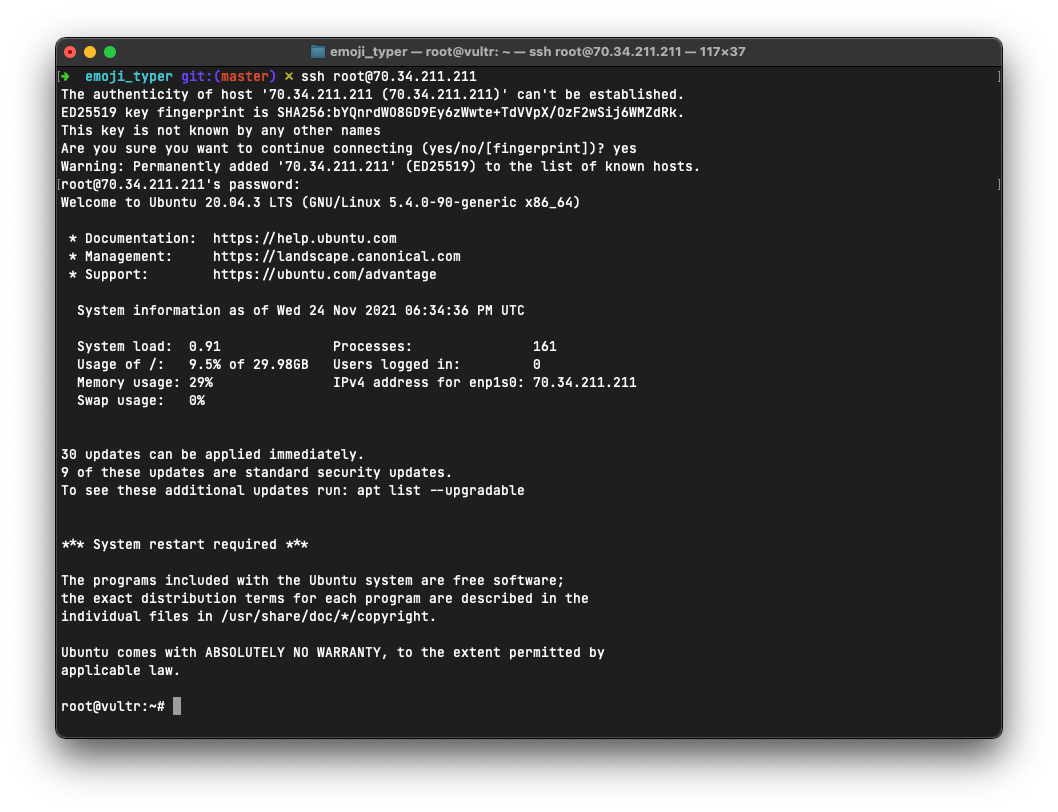 emoji_typer — root@vultr: ~ — ssh root@70.34.211.211 — 117×37
[➜  emoji_typer git:(master) ✗ ssh root@70.34.211.211 ]
The authenticity of host '70.34.211.211 (70.34.211.211)' can't be established.
ED25519 key fingerprint is SHA256:bYQnrdWO8GD9Ey6zWwte+TdVVpX/OzF2wSij6WMZdRk.
This key is not known by any other names
Are you sure you want to continue connecting (yes/no/[fingerprint])? yes
Warning: Permanently added '70.34.211.211' (ED25519) to the list of known hosts.
[root@70.34.211.211's password: ]
Welcome to Ubuntu 20.04.3 LTS (GNU/Linux 5.4.0-90-generic x86_64)
* Documentation:  https://help.ubuntu.com
* Management:     https://landscape.canonical.com
* Support:        https://ubuntu.com/advantage
System information as of Wed 24 Nov 2021 06:34:36 PM UTC
System load:  0.91              Processes:               161
Usage of /:   9.5% of 29.98GB   Users logged in:         0
Memory usage: 29%               IPv4 address for enp1s0: 70.34.211.211
Swap usage:   0%
30 updates can be applied immediately.
9 of these updates are standard security updates.
To see these additional updates run: apt list --upgradable
*** System restart required ***
The programs included with the Ubuntu system are free software;
the exact distribution terms for each program are described in the
individual files in /usr/share/doc/*/copyright.
Ubuntu comes with ABSOLUTELY NO WARRANTY, to the extent permitted by
applicable law.
root@vultr:~#